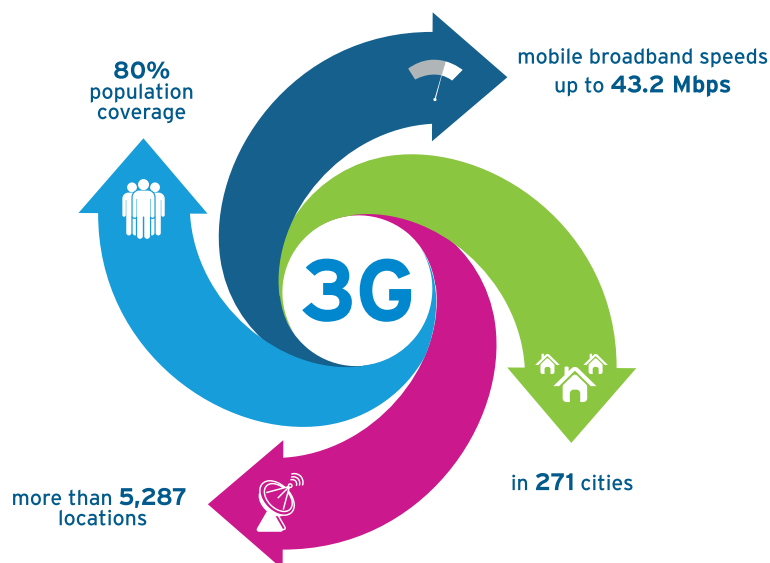 80%
population
coverage
mobile broadband speeds
up to 43.2 Mbps
3G
more than 5,287
locations
in 271 cities